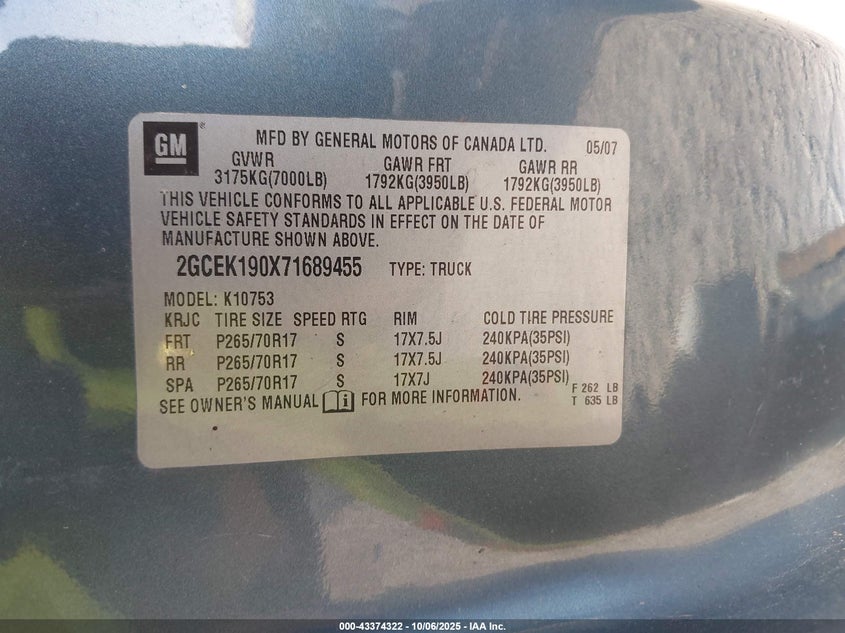 GM ®
MFD BY GENERAL MOTORS OF CANADA LTD. 05/07
GVWR GAWR FRT GAWR RR
3175KG(7000LB) 1792KG(3950LB) 1792KG(3950LB)
THIS VEHICLE CONFORMS TO ALL APPLICABLE U.S. FEDERAL MOTOR
VEHICLE SAFETY STANDARDS IN EFFECT ON THE DATE OF
MANUFACTURE SHOWN ABOVE.
2GCEK190X71689455 TYPE: TRUCK
MODEL: K10753
KRJC TIRE SIZE SPEED RTG RIM COLD TIRE PRESSURE
FRT P265/70R17 S 17X7.5J 240KPA(35PSI)
RR P265/70R17 S 17X7.5J 240KPA(35PSI)
SPA P265/70R17 S 17X7J 240KPA(35PSI)
F 262 LB
T 635 LB
SEE OWNER'S MANUAL i FOR MORE INFORMATION.
000-43374322 | 10/06/2025 | IAA Inc.